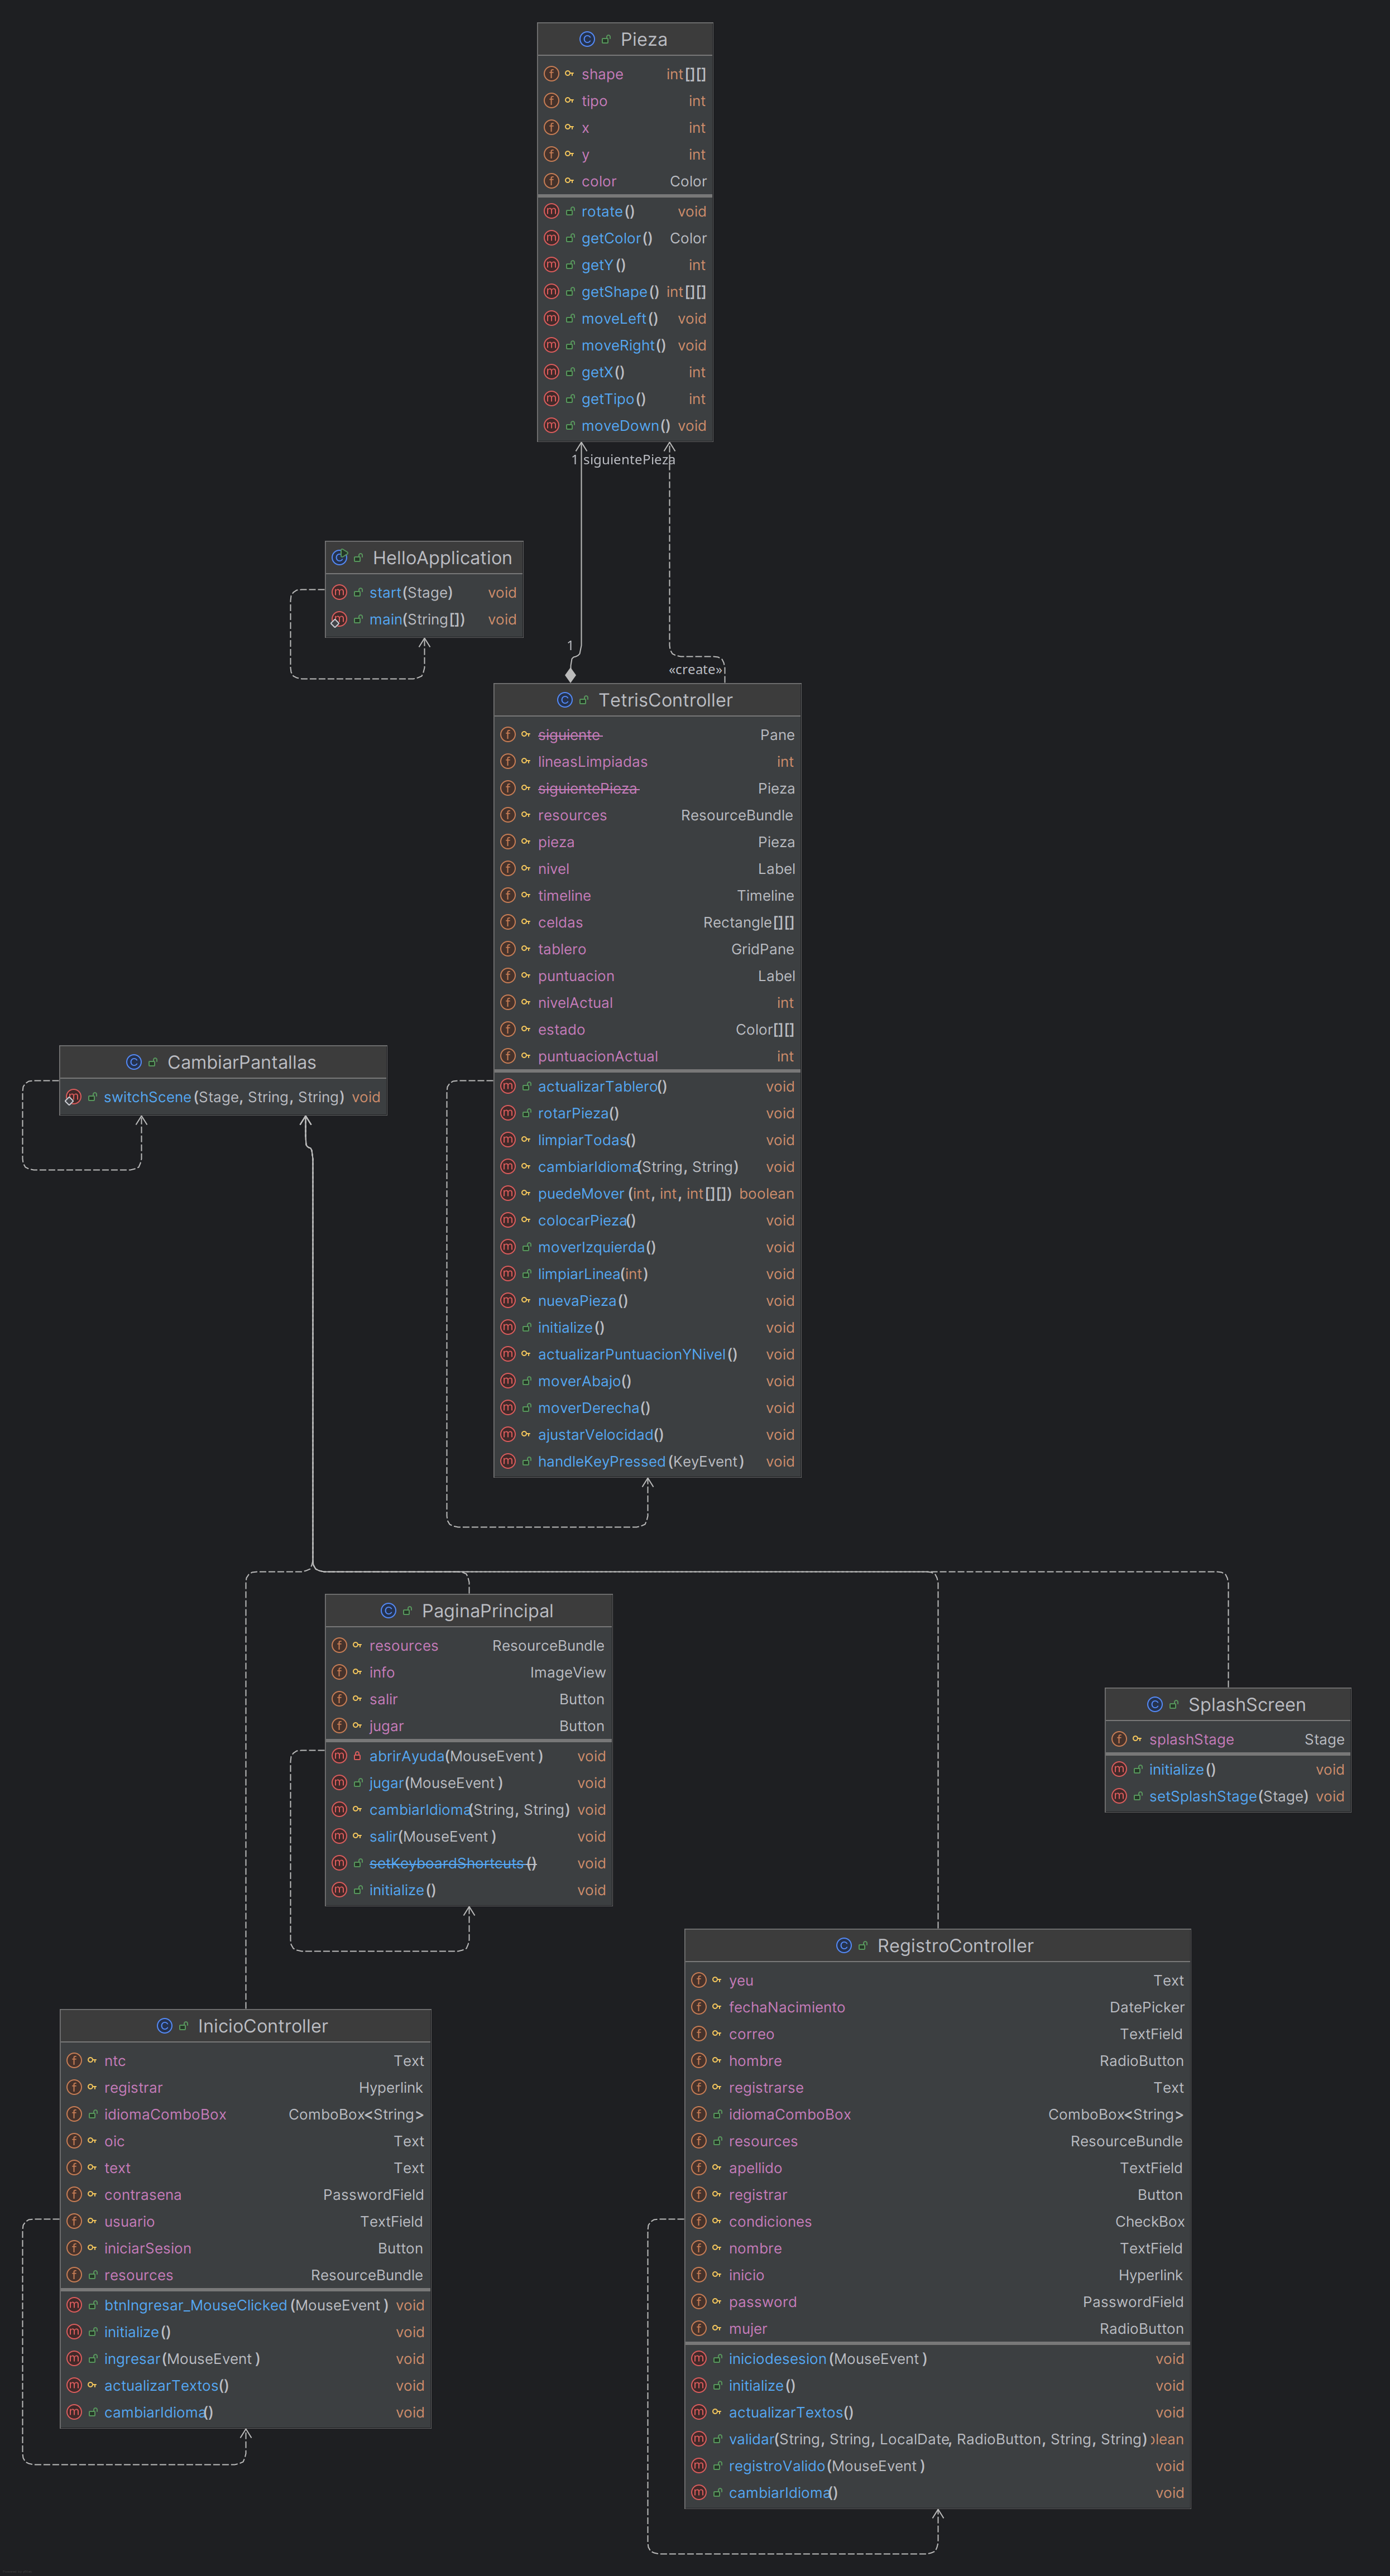 Pieza
shape int[][]
tipo int
x int
y int
color Color
rotate() void
getColor() Color
getY() int
getShape() int[][]
moveLeft() void
moveRight() void
getX() int
getTipo() int
moveDown() void
1 siguientePieza
HelloApplication
start(Stage) void
main(String[]) void
1
«create»
TetrisController
siguiente Pane
lineasLimpiadas int
siguientePieza Pieza
resources ResourceBundle
pieza Pieza
nivel Label
timeline Timeline
celdas Rectangle[][]
tablero GridPane
puntuacion Label
nivelActual int
estado Color[][]
puntuacionActual int
actualizarTablero() void
rotarPieza() void
limpiarTodas() void
cambiarIdioma(String, String) void
puedeMover(int, int, int[][]) boolean
colocarPieza() void
moverIzquierda() void
limpiarLinea(int) void
nuevaPieza() void
initialize() void
actualizarPuntuacionYNivel() void
moverAbajo() void
moverDerecha() void
ajustarVelocidad() void
handleKeyPressed(KeyEvent) void
CambiarPantallas
switchScene(Stage, String, String) void
PaginaPrincipal
resources ResourceBundle
info ImageView
salir Button
jugar Button
abrirAyuda(MouseEvent) void
jugar(MouseEvent) void
cambiarIdioma(String, String) void
salir(MouseEvent) void
setKeyboardShortcuts() void
initialize() void
SplashScreen
splashStage Stage
initialize() void
setSplashStage(Stage) void
InicioController
ntc Text
registrar Hyperlink
idiomaComboBox ComboBox<String>
oic Text
text Text
contrasena PasswordField
usuario TextField
iniciarSesion Button
resources ResourceBundle
btnIngresar_MouseClicked(MouseEvent) void
initialize() void
ingresar(MouseEvent) void
actualizarTextos() void
cambiarIdioma() void
RegistroController
yeu Text
fechaNacimiento DatePicker
correo TextField
hombre RadioButton
registrarse Text
idiomaComboBox ComboBox<String>
resources ResourceBundle
apellido TextField
registrar Button
condiciones CheckBox
nombre TextField
inicio Hyperlink
password PasswordField
mujer RadioButton
iniciodesesion(MouseEvent) void
initialize() void
actualizarTextos() void
validar(String, String, LocalDate, RadioButton, String, String) olean
registroValido(MouseEvent) void
cambiarIdioma() void